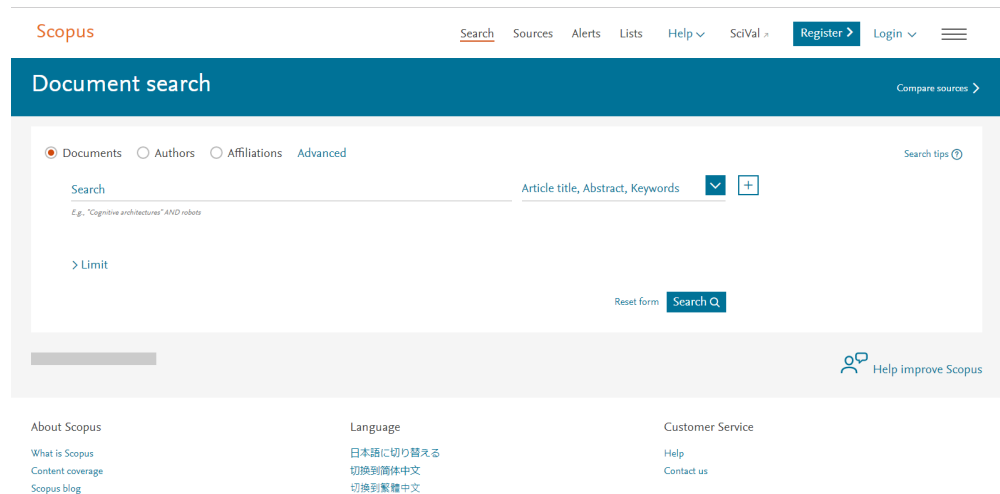 Scopus
Search Sources Alerts Lists Help SciVal Register Login
Document search
Compare sources
Documents Authors Affiliations Advanced
Search tips
Search
Article title, Abstract, Keywords
E.g., "Cognitive architectures" AND robots
Limit
Reset form Search
Help improve Scopus
About Scopus
What is Scopus
Content coverage
Scopus blog
Language
日本語に切り替える
切换到简体中文
切換到繁體中文
Customer Service
Help
Contact us